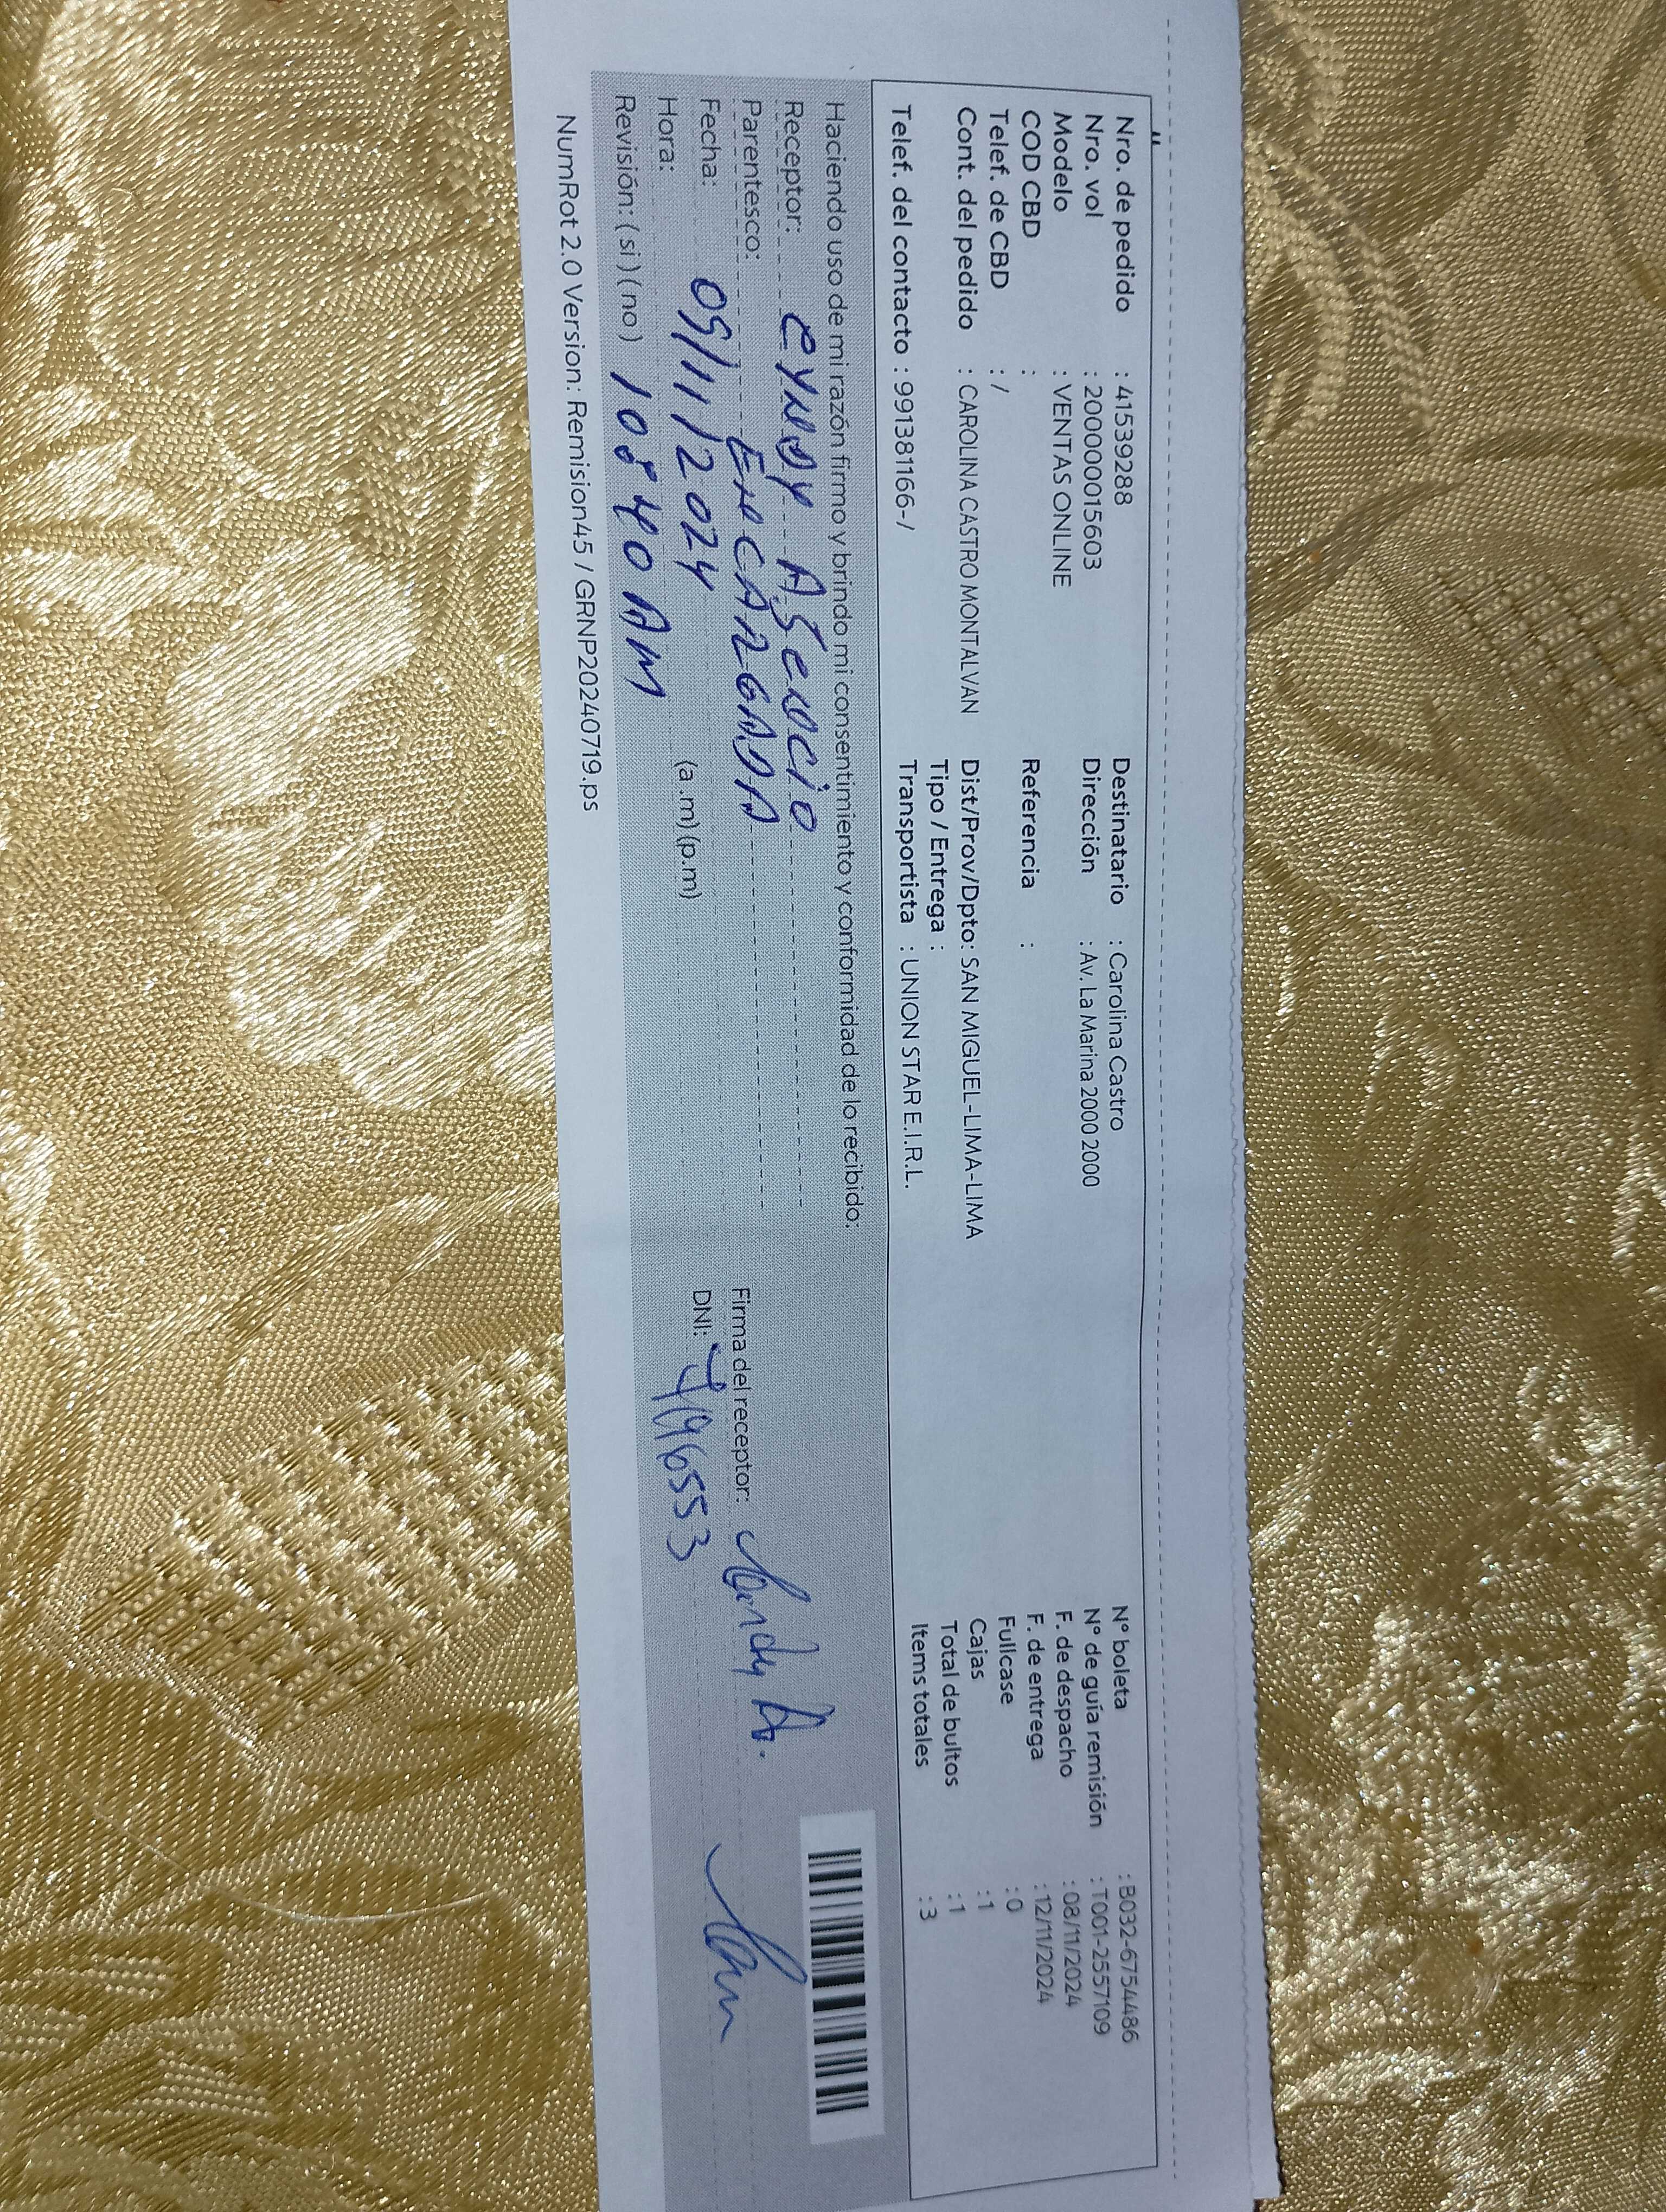 Nro. de pedido : 41539288
Nro. vol : 2000000015603
Modelo : VENTAS ONLINE
COD CBD :
Telef. de CBD : /
Cont. del pedido : CAROLINA CASTRO MONTALVAN
Telef. del contacto : 991381166-/
Destinatario : Carolina Castro
Dirección : Av. La Marina 2000 2000
Referencia :
Dist/Prov/Dpto: SAN MIGUEL-LIMA-LIMA
Tipo / Entrega :
Transportista : UNION STAR E.I.R.L.
N° boleta : B032-6754486
N° de guía remisión : T001-2557109
F. de despacho : 08/11/2024
F. de entrega : 12/11/2024
Fullcase : 0
Cajas : 1
Total de bultos : 1
Items totales : 3
Haciendo uso de mi razón firmo y brindo mi consentimiento y conformidad de lo recibido:
Receptor: CYNDY ASENCIO
Parentesco: ENCARGADA
Fecha: 09/11/2024
Hora: (a.m) (p.m)
Revisión: (si) (no) 10:40 AM
Firma del receptor: Cyndy A.
DNI:
NumRot 2.0 Version: Remision45 / GRNP20240719.ps